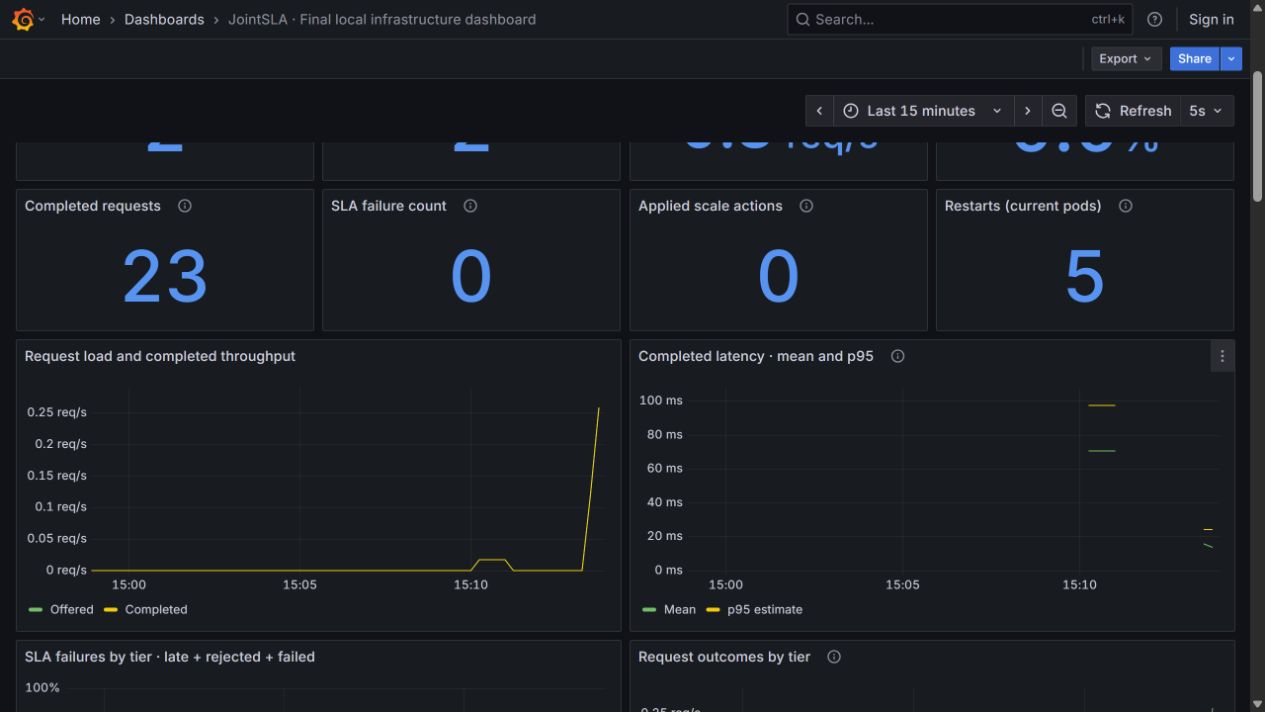 Home › Dashboards › JointSLA · Final local infrastructure dashboard
Search... ctrl+k
Sign in
Export
Share
Last 15 minutes
Refresh 5s
Completed requests
SLA failure count
Applied scale actions
Restarts (current pods)
23
0
0
5
Request load and completed throughput
0.25 req/s
0.2 req/s
0.15 req/s
0.1 req/s
0.05 req/s
0 req/s
15:00 15:05 15:10
Offered Completed
Completed latency · mean and p95
100 ms
80 ms
60 ms
40 ms
20 ms
0 ms
15:00 15:05 15:10
Mean p95 estimate
SLA failures by tier · late + rejected + failed
100%
Request outcomes by tier